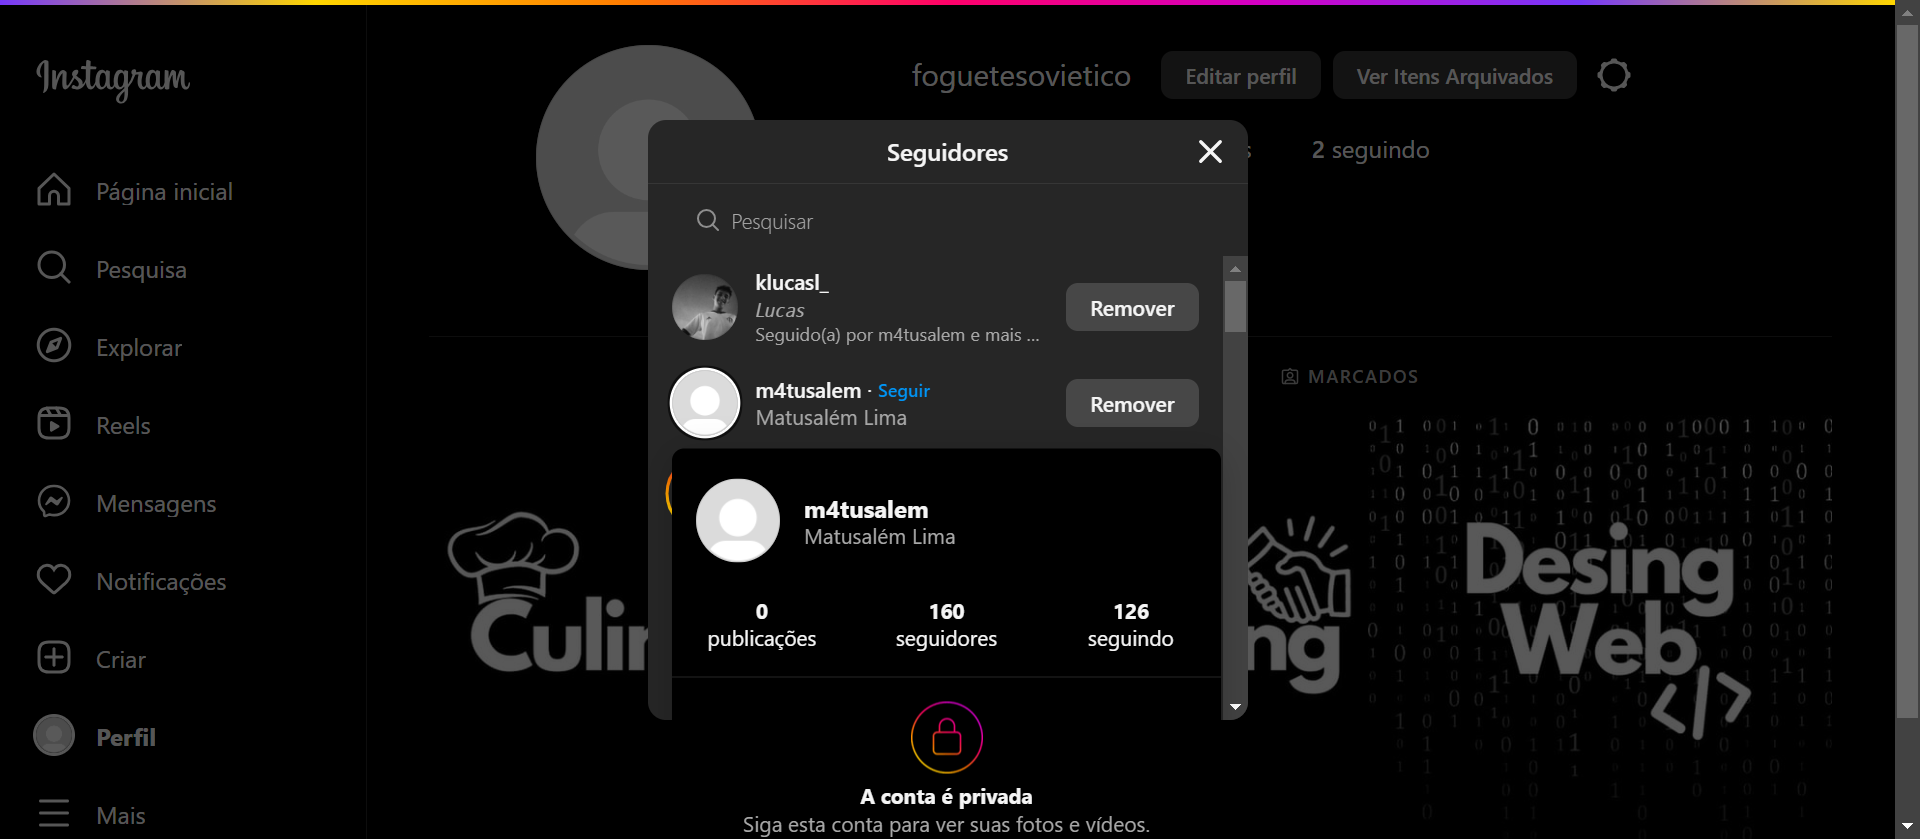 Instagram
Página inicial
Pesquisa
Explorar
Reels
Mensagens
Notificações
Criar
Perfil
Mais
foguetesovietico
Editar perfil
Ver Itens Arquivados
2 seguindo
MARCADOS
Seguidores
Pesquisar
klucasl_
Lucas
Seguido(a) por m4tusalem e mais ...
Remover
m4tusalem · Seguir
Matusalém Lima
Remover
m4tusalem
Matusalém Lima
0 160 126
publicações seguidores seguindo
A conta é privada
Siga esta conta para ver suas fotos e vídeos.
Desing
Web
</>